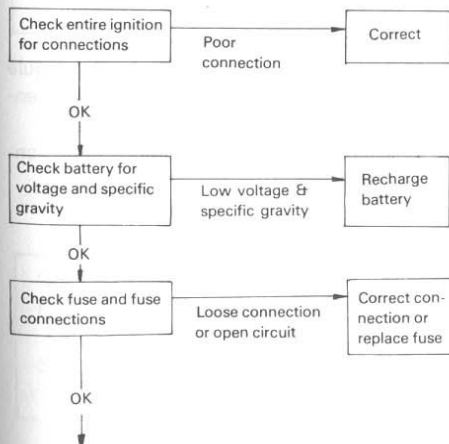 Check entire ignition
for connections
Poor
connection
Correct
OK
Check battery for
voltage and specific
gravity
Low voltage &
specific gravity
Recharge
battery
OK
Check fuse and fuse
connections
Loose connection
or open circuit
Correct con-
nection or
replace fuse
OK